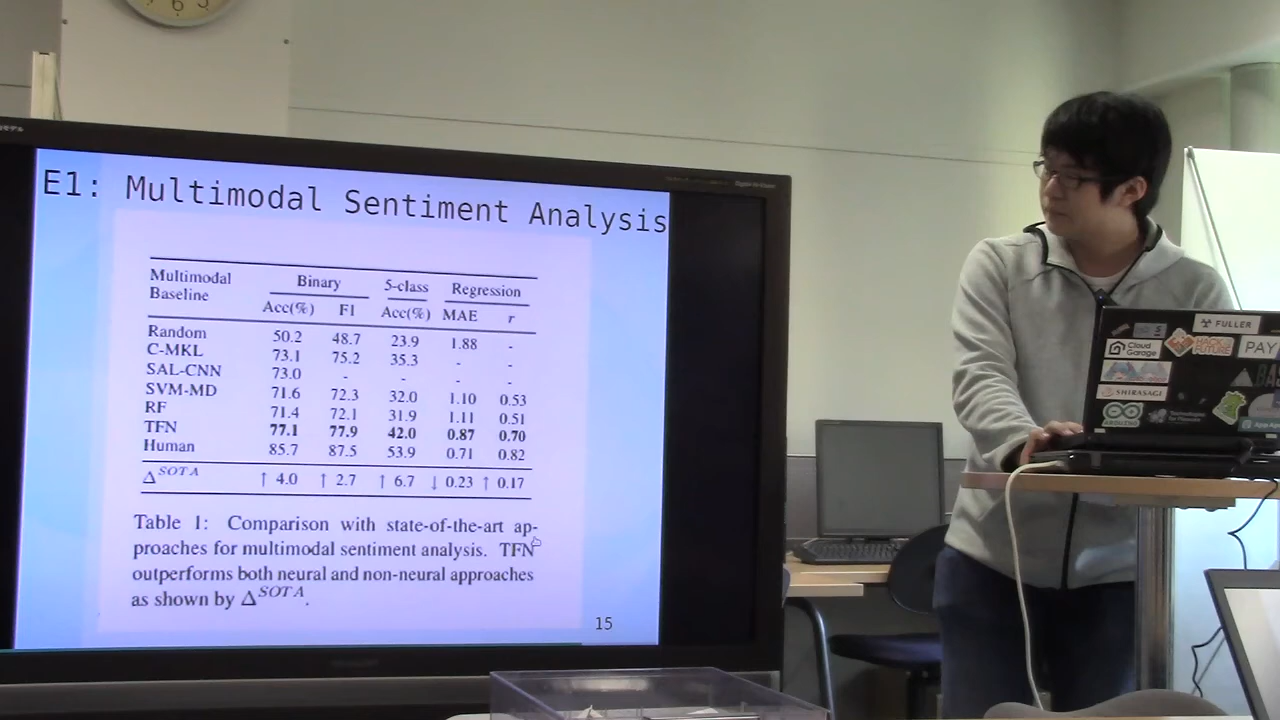 E1: Multimodal Sentiment Analysis
Multimodal Baseline Binary 5-class Regression
Acc(%) F1 Acc(%) MAE r
Random 50.2 48.7 23.9 1.88 -
C-MKL 73.1 75.2 35.3 - -
SAL-CNN 73.0 - - - -
SVM-MD 71.6 72.3 32.0 1.10 0.53
RF 71.4 72.1 31.9 1.11 0.51
TFN 77.1 77.9 42.0 0.87 0.70
Human 85.7 87.5 53.9 0.71 0.82
Δ^SOTA ↑ 4.0 ↑ 2.7 ↑ 6.7 ↓ 0.23 ↑ 0.17
Table 1: Comparison with state-of-the-art ap-
proaches for multimodal sentiment analysis. TFN
outperforms both neural and non-neural approaches
as shown by Δ^SOTA.
15
FULLER
Cloud Garage
HACK FUTURE
PAY
SHIRASAGI
ARDUINO